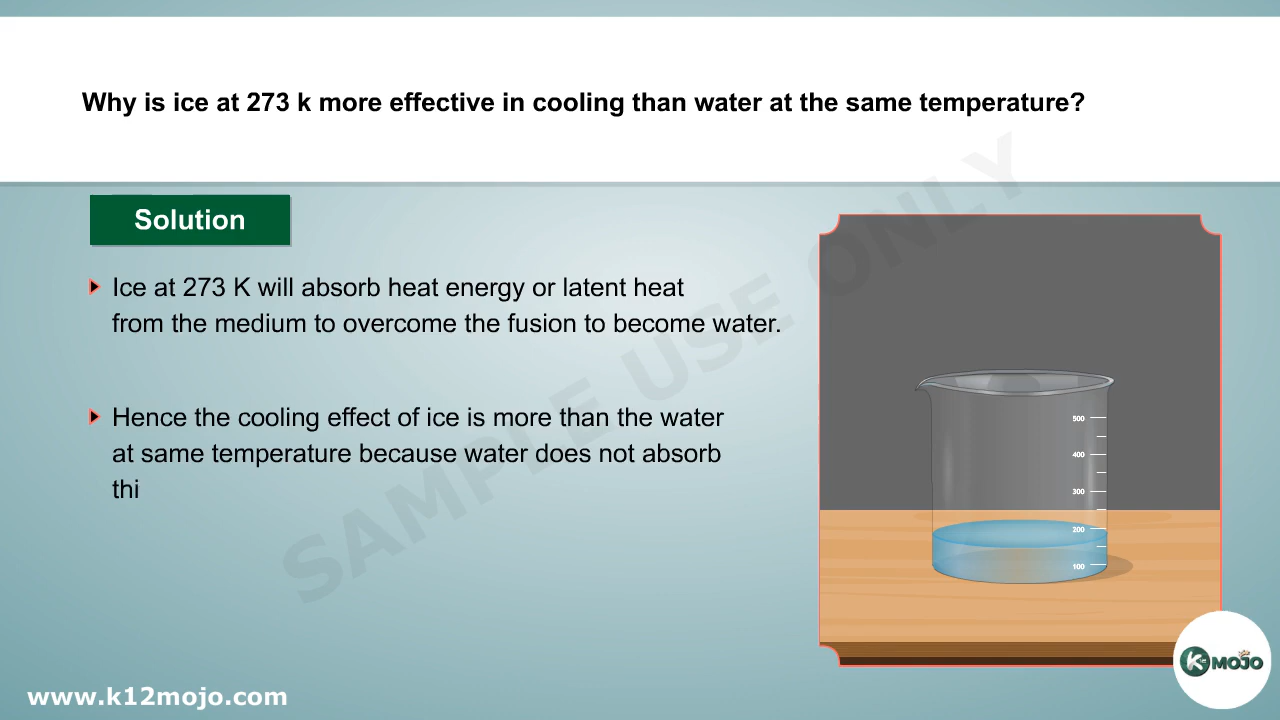 Why is ice at 273 k more effective in cooling than water at the same temperature?
Solution
Ice at 273 K will absorb heat energy or latent heat
from the medium to overcome the fusion to become water.
Hence the cooling effect of ice is more than the water
at same temperature because water does not absorb
thi
SAMPLE USE ONLY
500
400
300
200
100
K12 MOJO
www.k12mojo.com